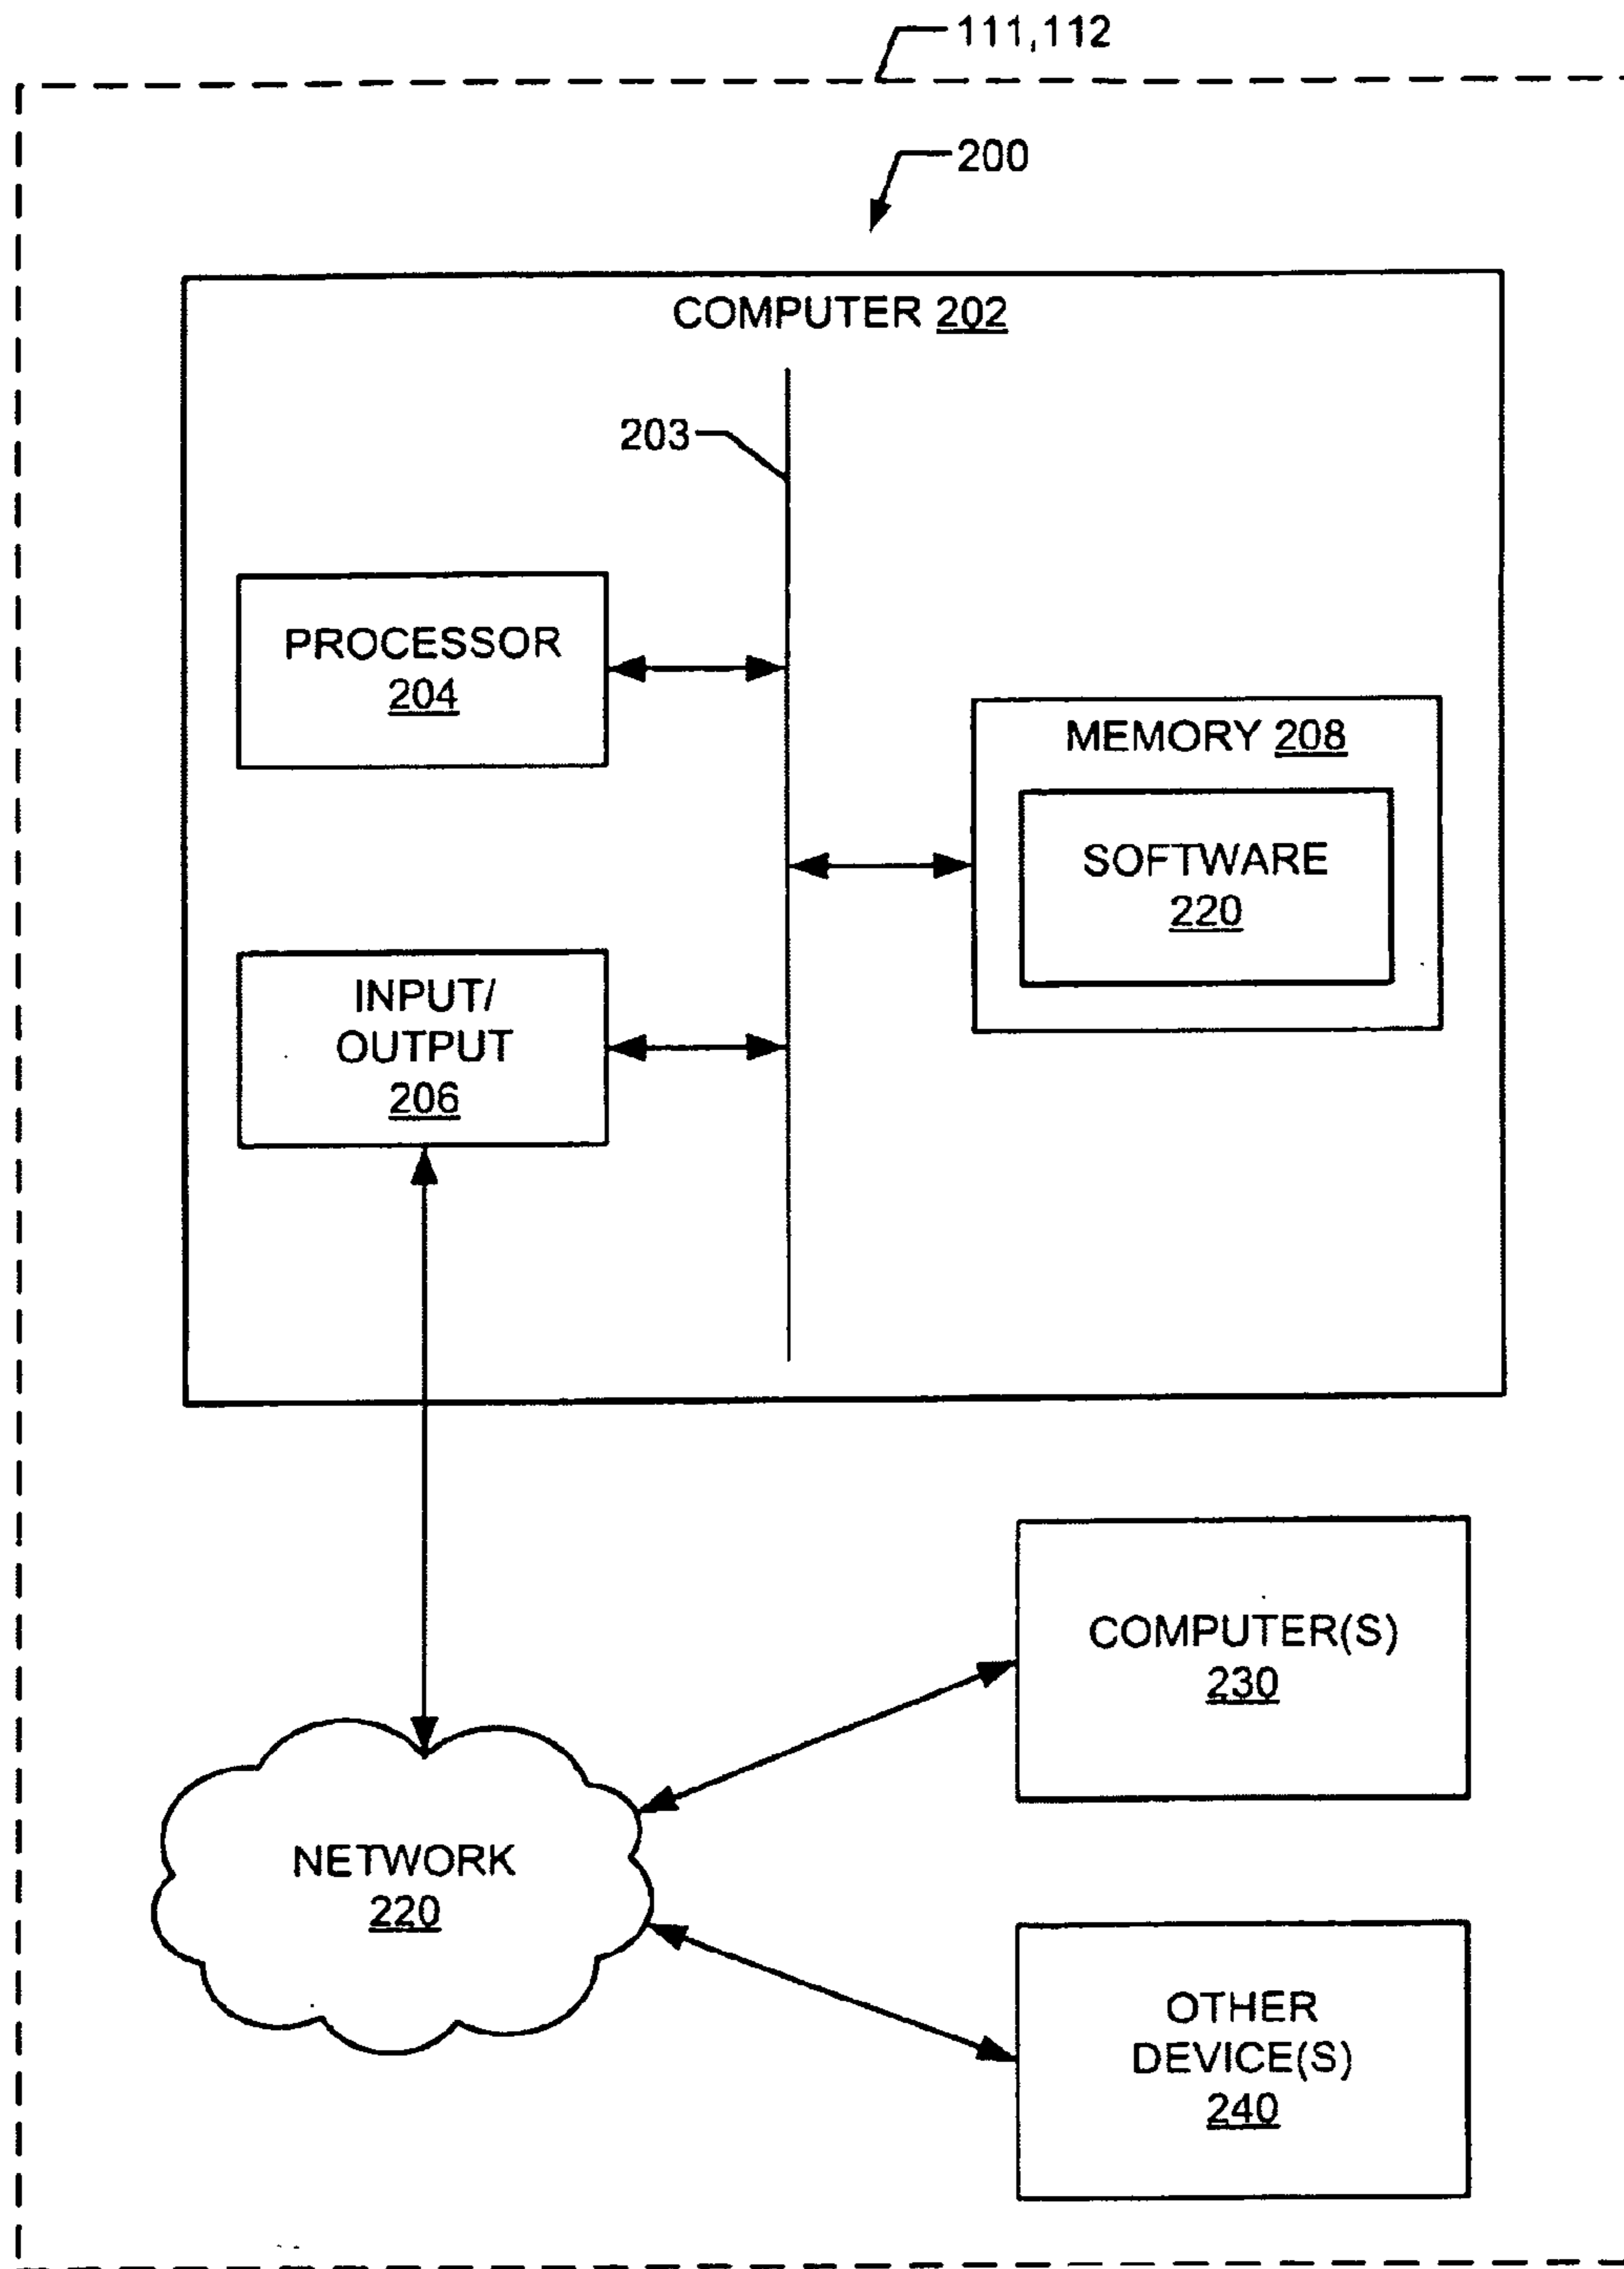 111,112
200
COMPUTER 202
203
PROCESSOR
204
MEMORY 208
SOFTWARE
220
INPUT/
OUTPUT
206
COMPUTER(S)
230
NETWORK
220
OTHER
DEVICE(S)
240